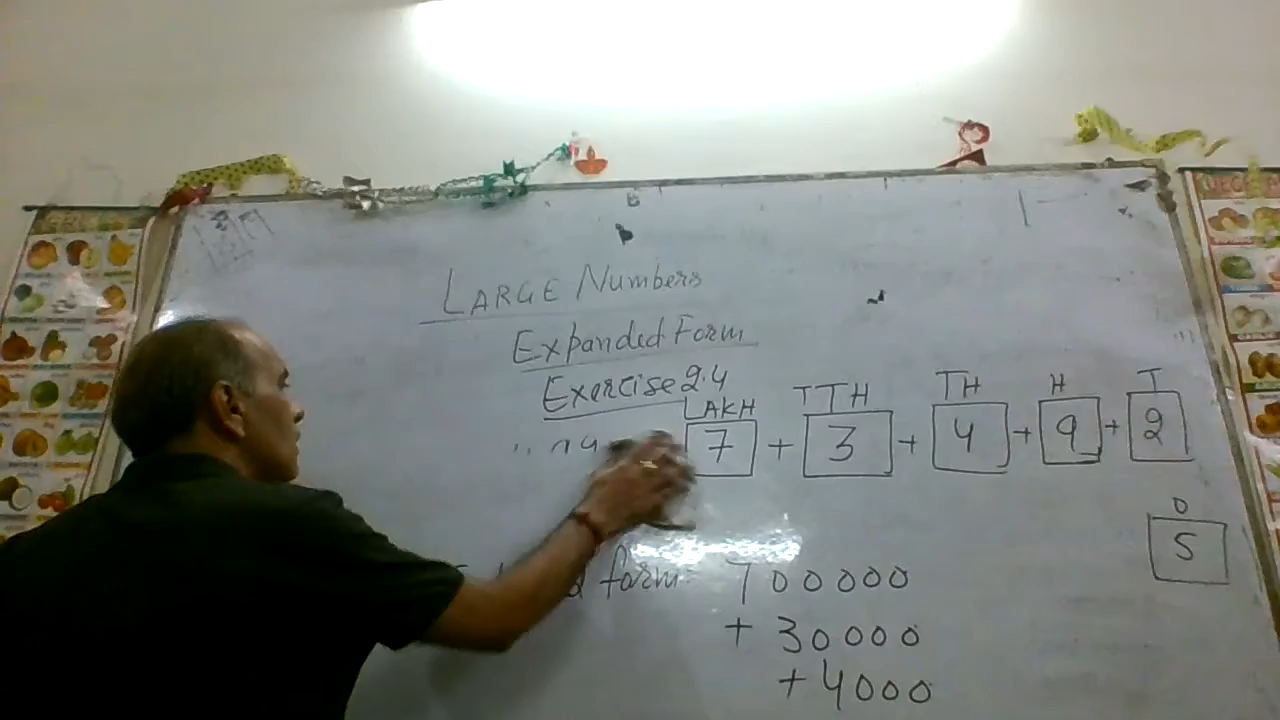 LARGE Numbers
Expanded Form
Exercise 2.4
LAKH TTH TH H T
7 + 3 + 4 + 9 + 2
O
5
form 700000
+ 30000
+ 4000